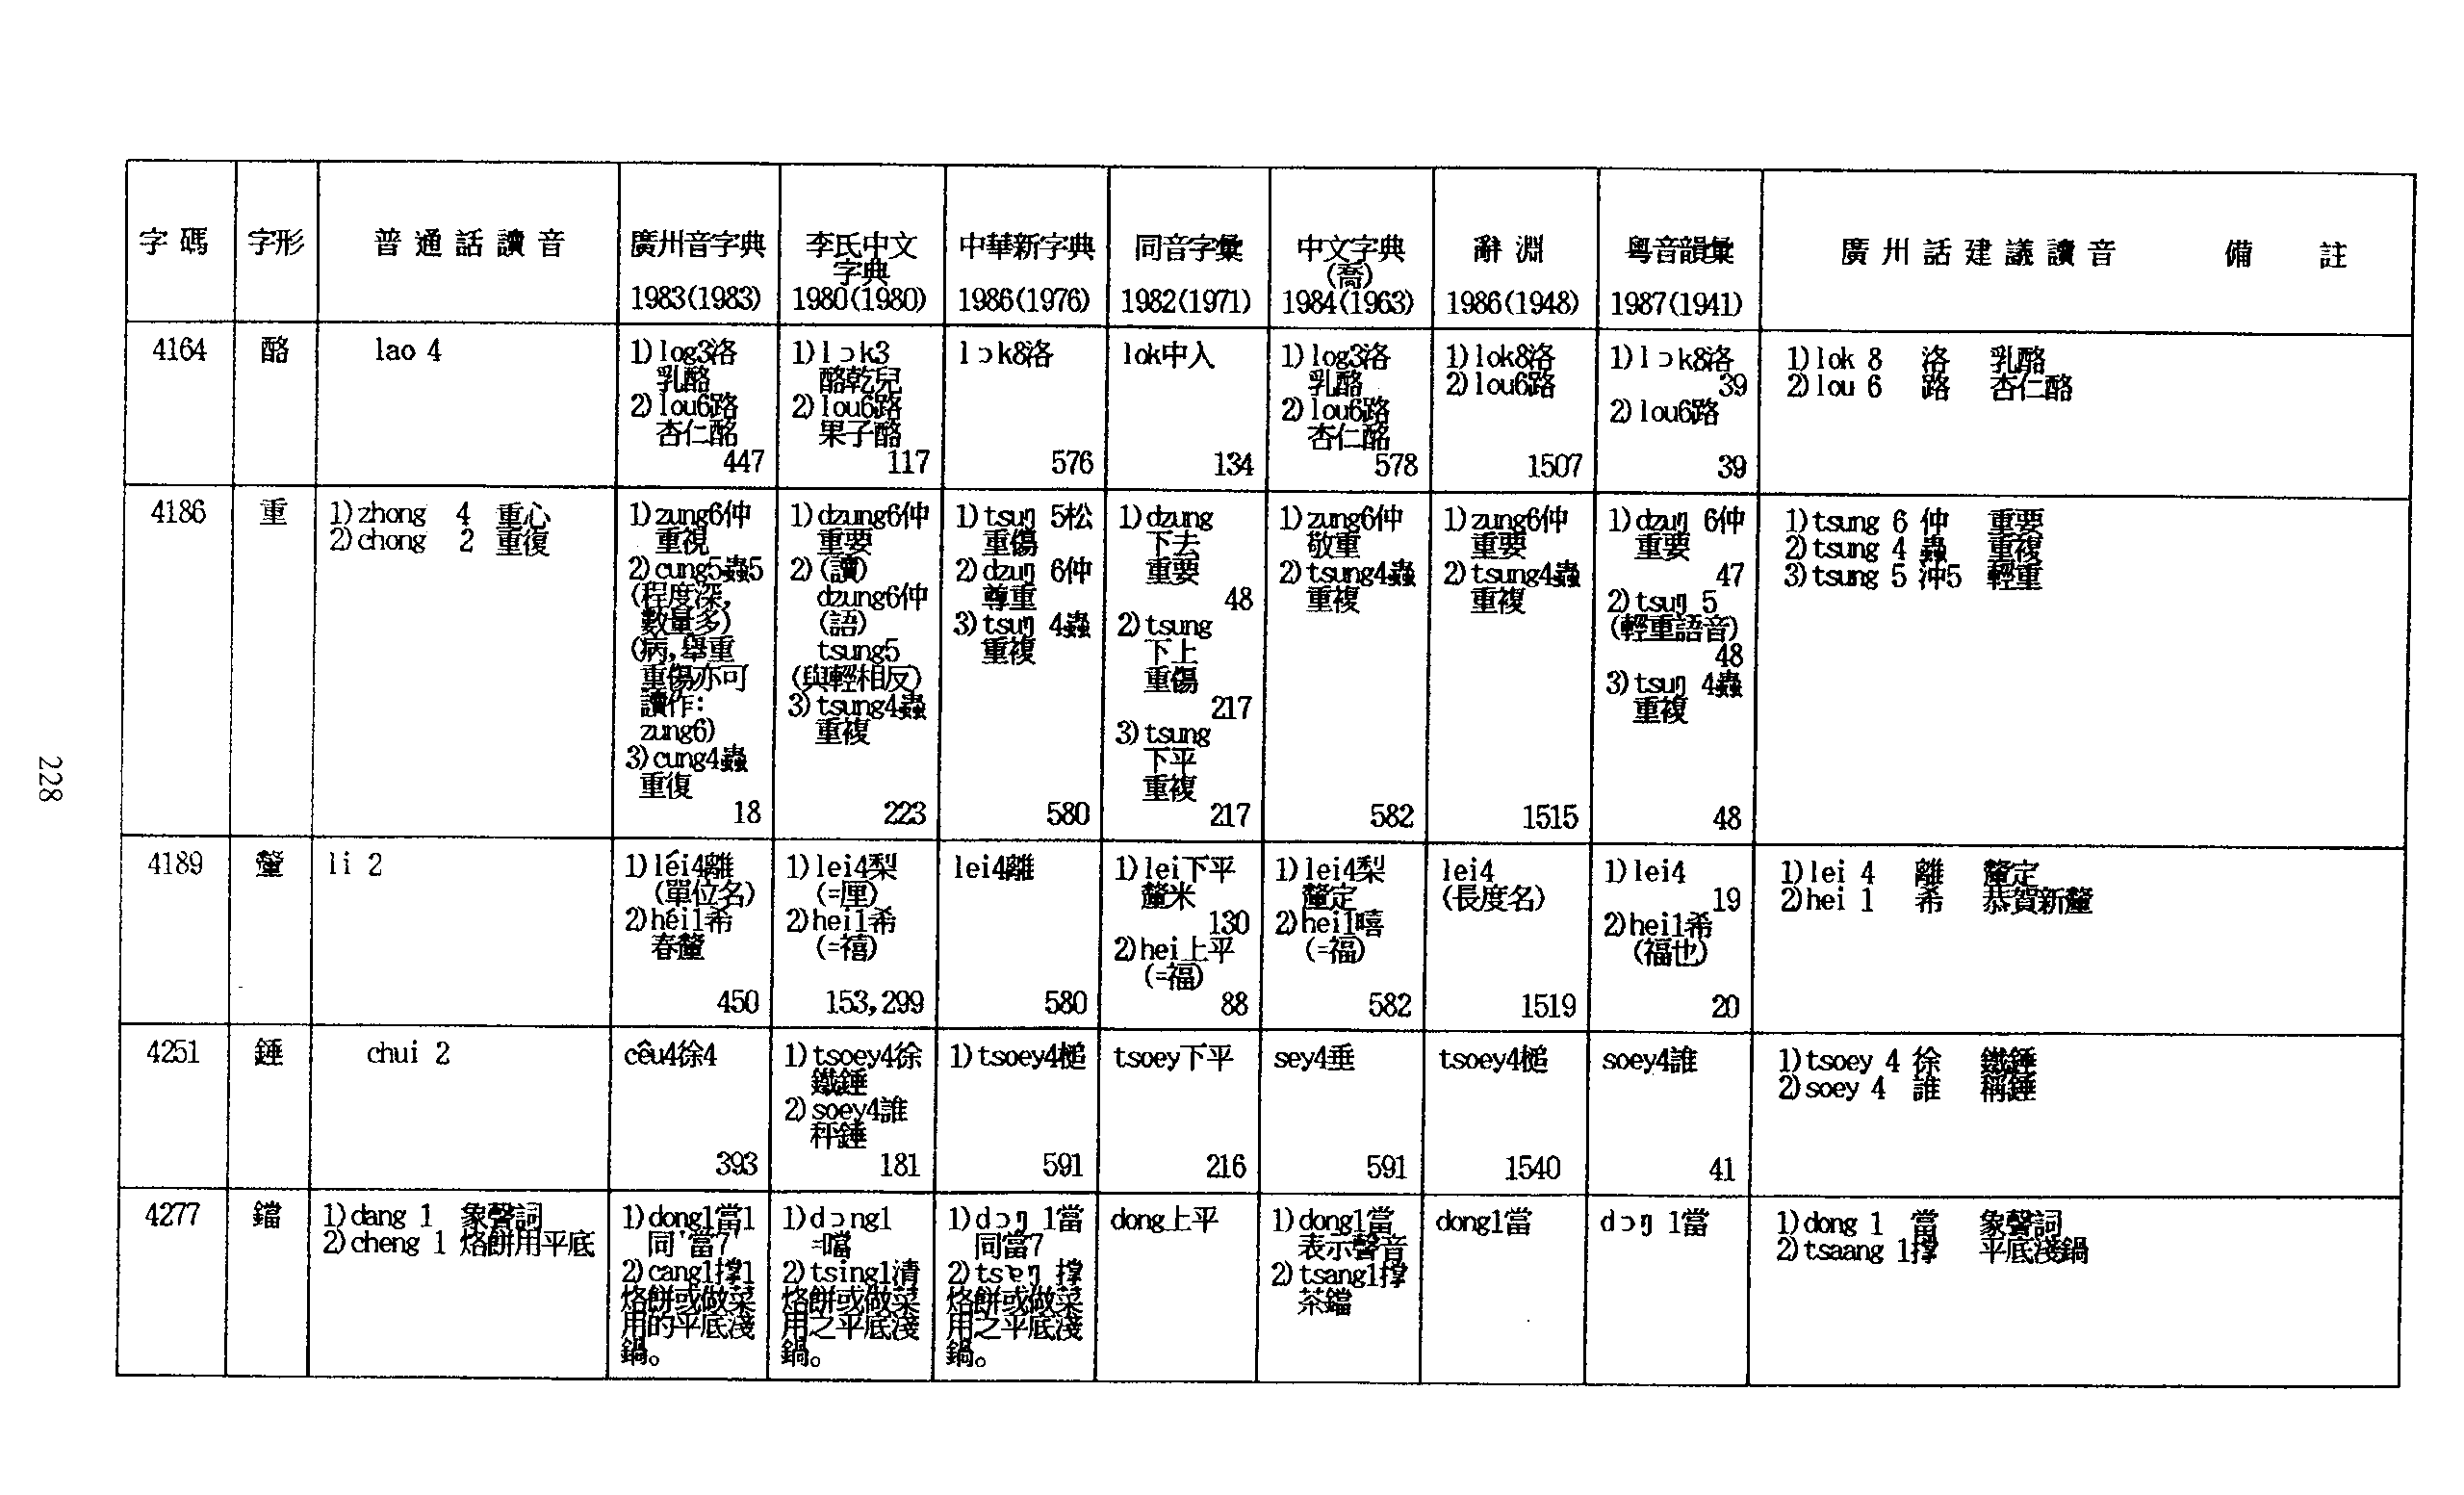 字碼
字形
普通話讀音
廣州音字典
1983(1983)
李氏中文
字典
1980(1980)
中華新字典
1986(1976)
同音字彙
1982(1971)
中文字典
(喬)
1984(1963)
辭淵
1986(1948)
粵音韻彙
1987(1941)
廣州話建議讀音 備註
4164
酪
lao 4
1)log3洛
乳酪
2)lou6路
杏仁酪
447
1)lɔk3
酪乾兒
2)lou6路
果子酪
117
lɔk8洛
576
lok中入
134
1)log3洛
乳酪
2)lou6路
杏仁酪
578
1)lok8洛
2)lou6路
1507
1)lɔk8洛
39
2)lou6路
39
1)lok 8 洛 乳酪
2)lou 6 路 杏仁酪
4186
重
1)zhong 4 重心
2)chong 2 重復
1)zung6仲
重視
2)cung5蟲5
(程度深,
數量多)
(病,舉重
重傷亦可
讀作:
zung6)
3)cung4蟲
重復
18
1)dzung6仲
重要
2)(讀)
dzung6仲
(語)
tsung5
(與輕相反)
3)tsung4蟲
重複
223
1)tsuŋ 5松
重傷
2)dzuŋ 6仲
尊重
3)tsuŋ 4蟲
重複
580
1)dzung
下去
重要
48
2)tsung
下上
重傷
217
3)tsung
下平
重複
217
1)zung6仲
敬重
2)tsung4蟲
重複
582
1)zung6仲
重要
2)tsung4蟲
重複
1515
1)dzuŋ 6仲
重要
47
2)tsuŋ 5
(輕重語音)
48
3)tsuŋ 4蟲
重複
48
1)tsung 6 仲 重要
2)tsung 4 蟲 重複
3)tsung 5 沖5 輕重
4189
釐
li 2
1)léi4離
(單位名)
2)héi1希
春釐
450
1)lei4梨
(=厘)
2)hei1希
(=禧)
153,299
lei4離
580
1)lei下平
釐米
130
2)hei上平
(=福)
88
1)lei4梨
釐定
2)hei1嘻
(=福)
582
lei4
(長度名)
1519
1)lei4
19
2)hei1希
(福也)
20
1)lei 4 離 釐定
2)hei 1 希 恭賀新釐
4251
錘
chui 2
cêu4徐4
393
1)tsoey4徐
鐵錘
2)soey4誰
秤錘
181
1)tsoey4槌
591
tsoey下平
216
sey4垂
591
tsoey4槌
1540
soey4誰
41
1)tsoey 4 徐 鐵錘
2)soey 4 誰 稱錘
4277
鐺
1)dang 1 象聲詞
2)cheng 1 烙餅用平底
1)dong1當1
同'當7'
2)cang1撑1
烙餅或做菜
用的平底淺
鍋。
1)dɔng1
=噹
2)tsing1清
烙餅或做菜
用之平底淺
鍋。
1)dɔŋ 1當
同當7
2)tsɐŋ 撑
烙餅或做菜
用之平底淺
鍋。
dong上平
1)dong1當
表示聲音
2)tsang1撑
茶鐺
dong1當
dɔŋ 1當
1)dong 1 當 象聲詞
2)tsaang 1撑 平底淺鍋
228